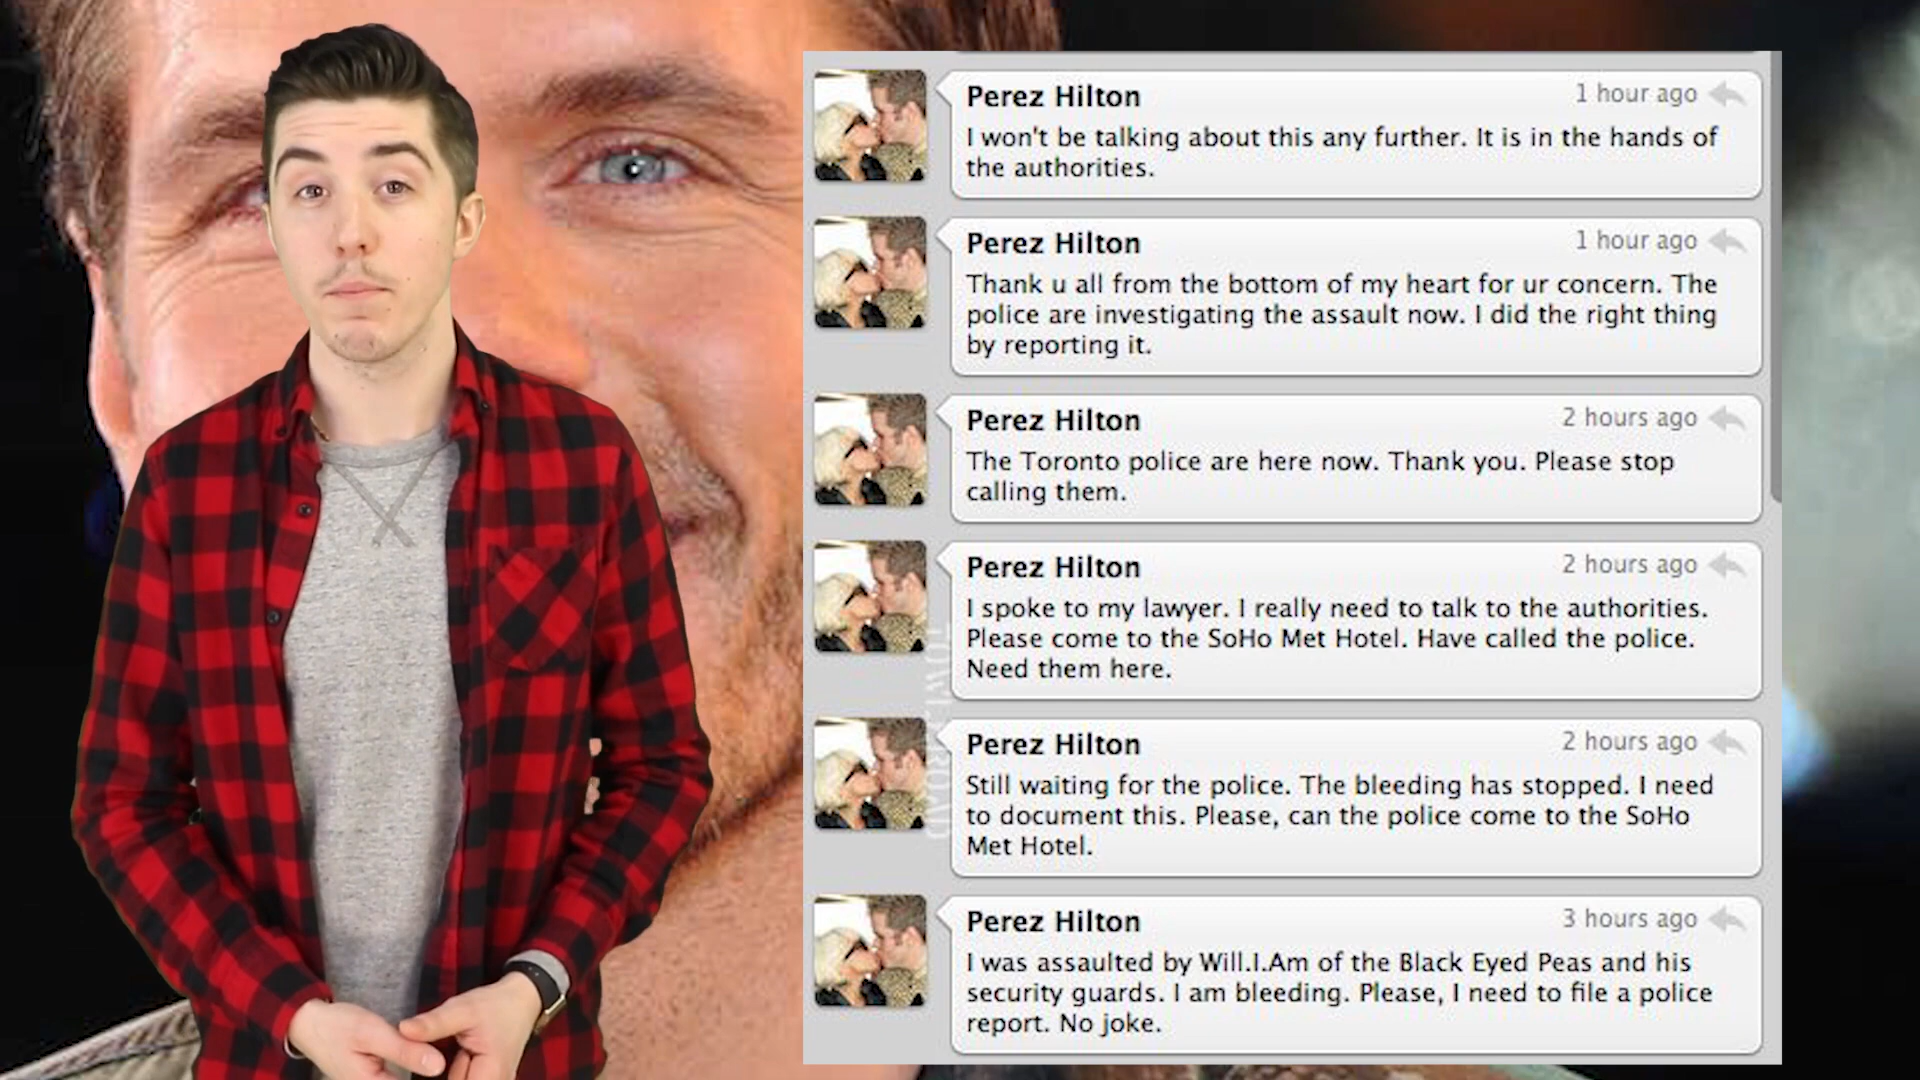 Perez Hilton
1 hour ago
I won't be talking about this any further. It is in the hands of
the authorities.
Perez Hilton
1 hour ago
Thank u all from the bottom of my heart for ur concern. The
police are investigating the assault now. I did the right thing
by reporting it.
Perez Hilton
2 hours ago
The Toronto police are here now. Thank you. Please stop
calling them.
Perez Hilton
2 hours ago
I spoke to my lawyer. I really need to talk to the authorities.
Please come to the SoHo Met Hotel. Have called the police.
Need them here.
Perez Hilton
2 hours ago
Still waiting for the police. The bleeding has stopped. I need
to document this. Please, can the police come to the SoHo
Met Hotel.
Perez Hilton
3 hours ago
I was assaulted by Will.I.Am of the Black Eyed Peas and his
security guards. I am bleeding. Please, I need to file a police
report. No joke.